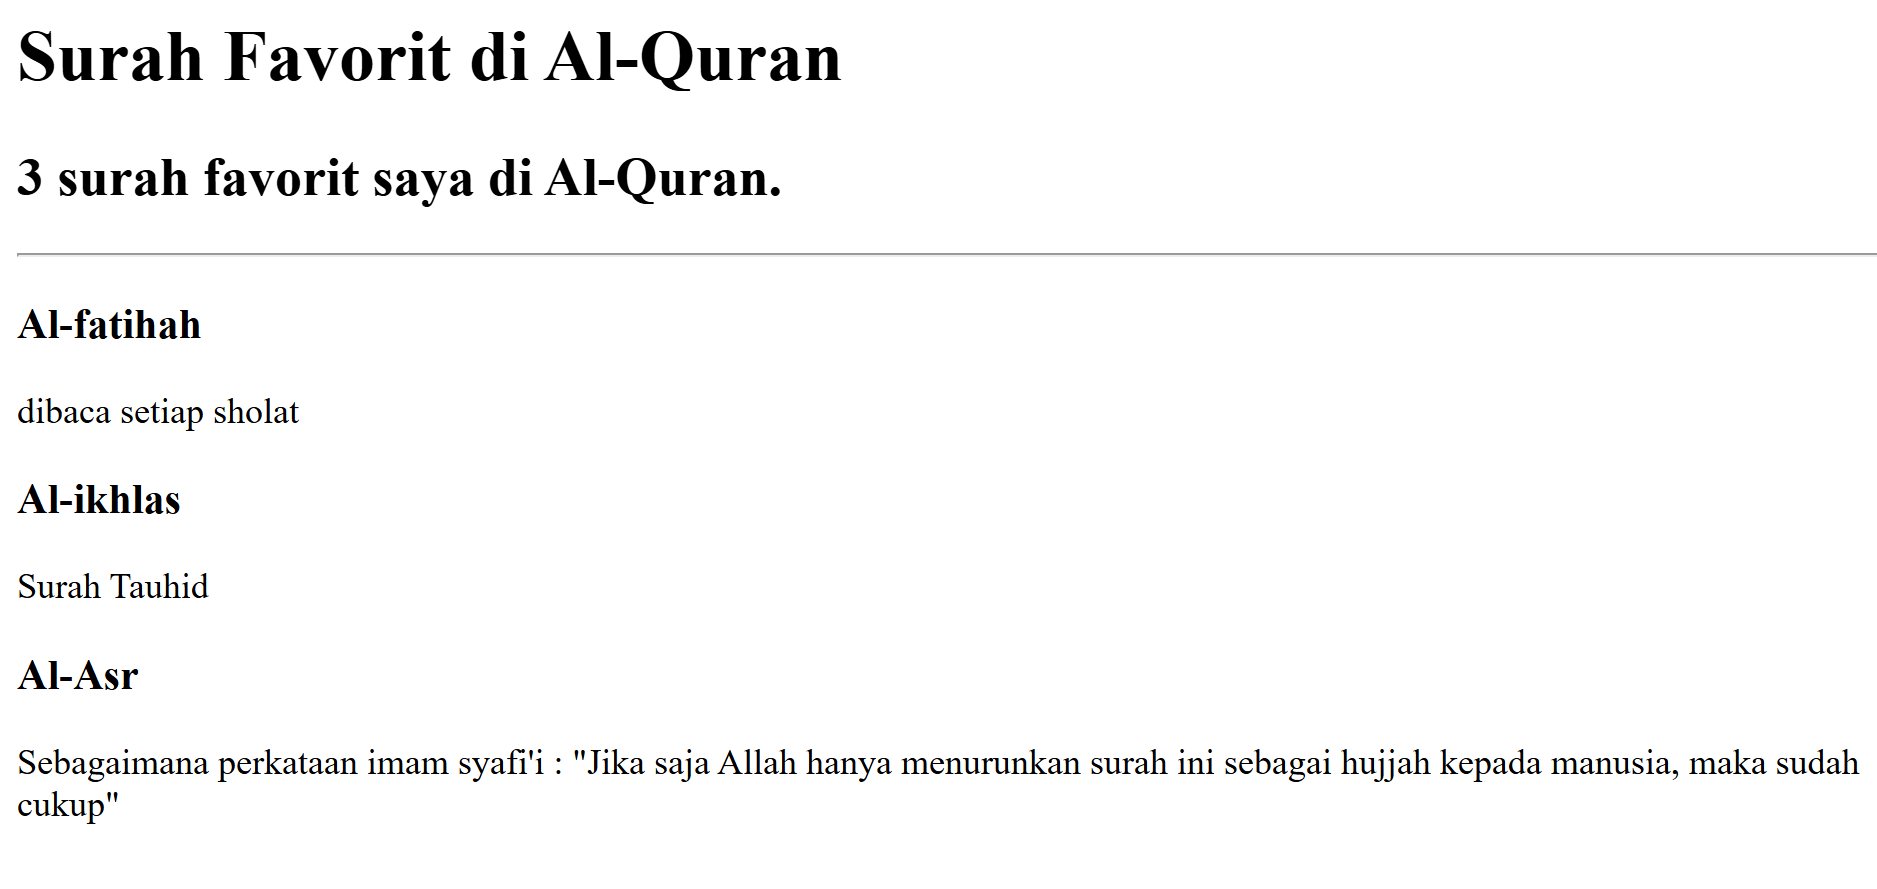 Surah Favorit di Al-Quran
3 surah favorit saya di Al-Quran.
Al-fatihah
dibaca setiap sholat
Al-ikhlas
Surah Tauhid
Al-Asr
Sebagaimana perkataan imam syafi'i : "Jika saja Allah hanya menurunkan surah ini sebagai hujjah kepada manusia, maka sudah
cukup"